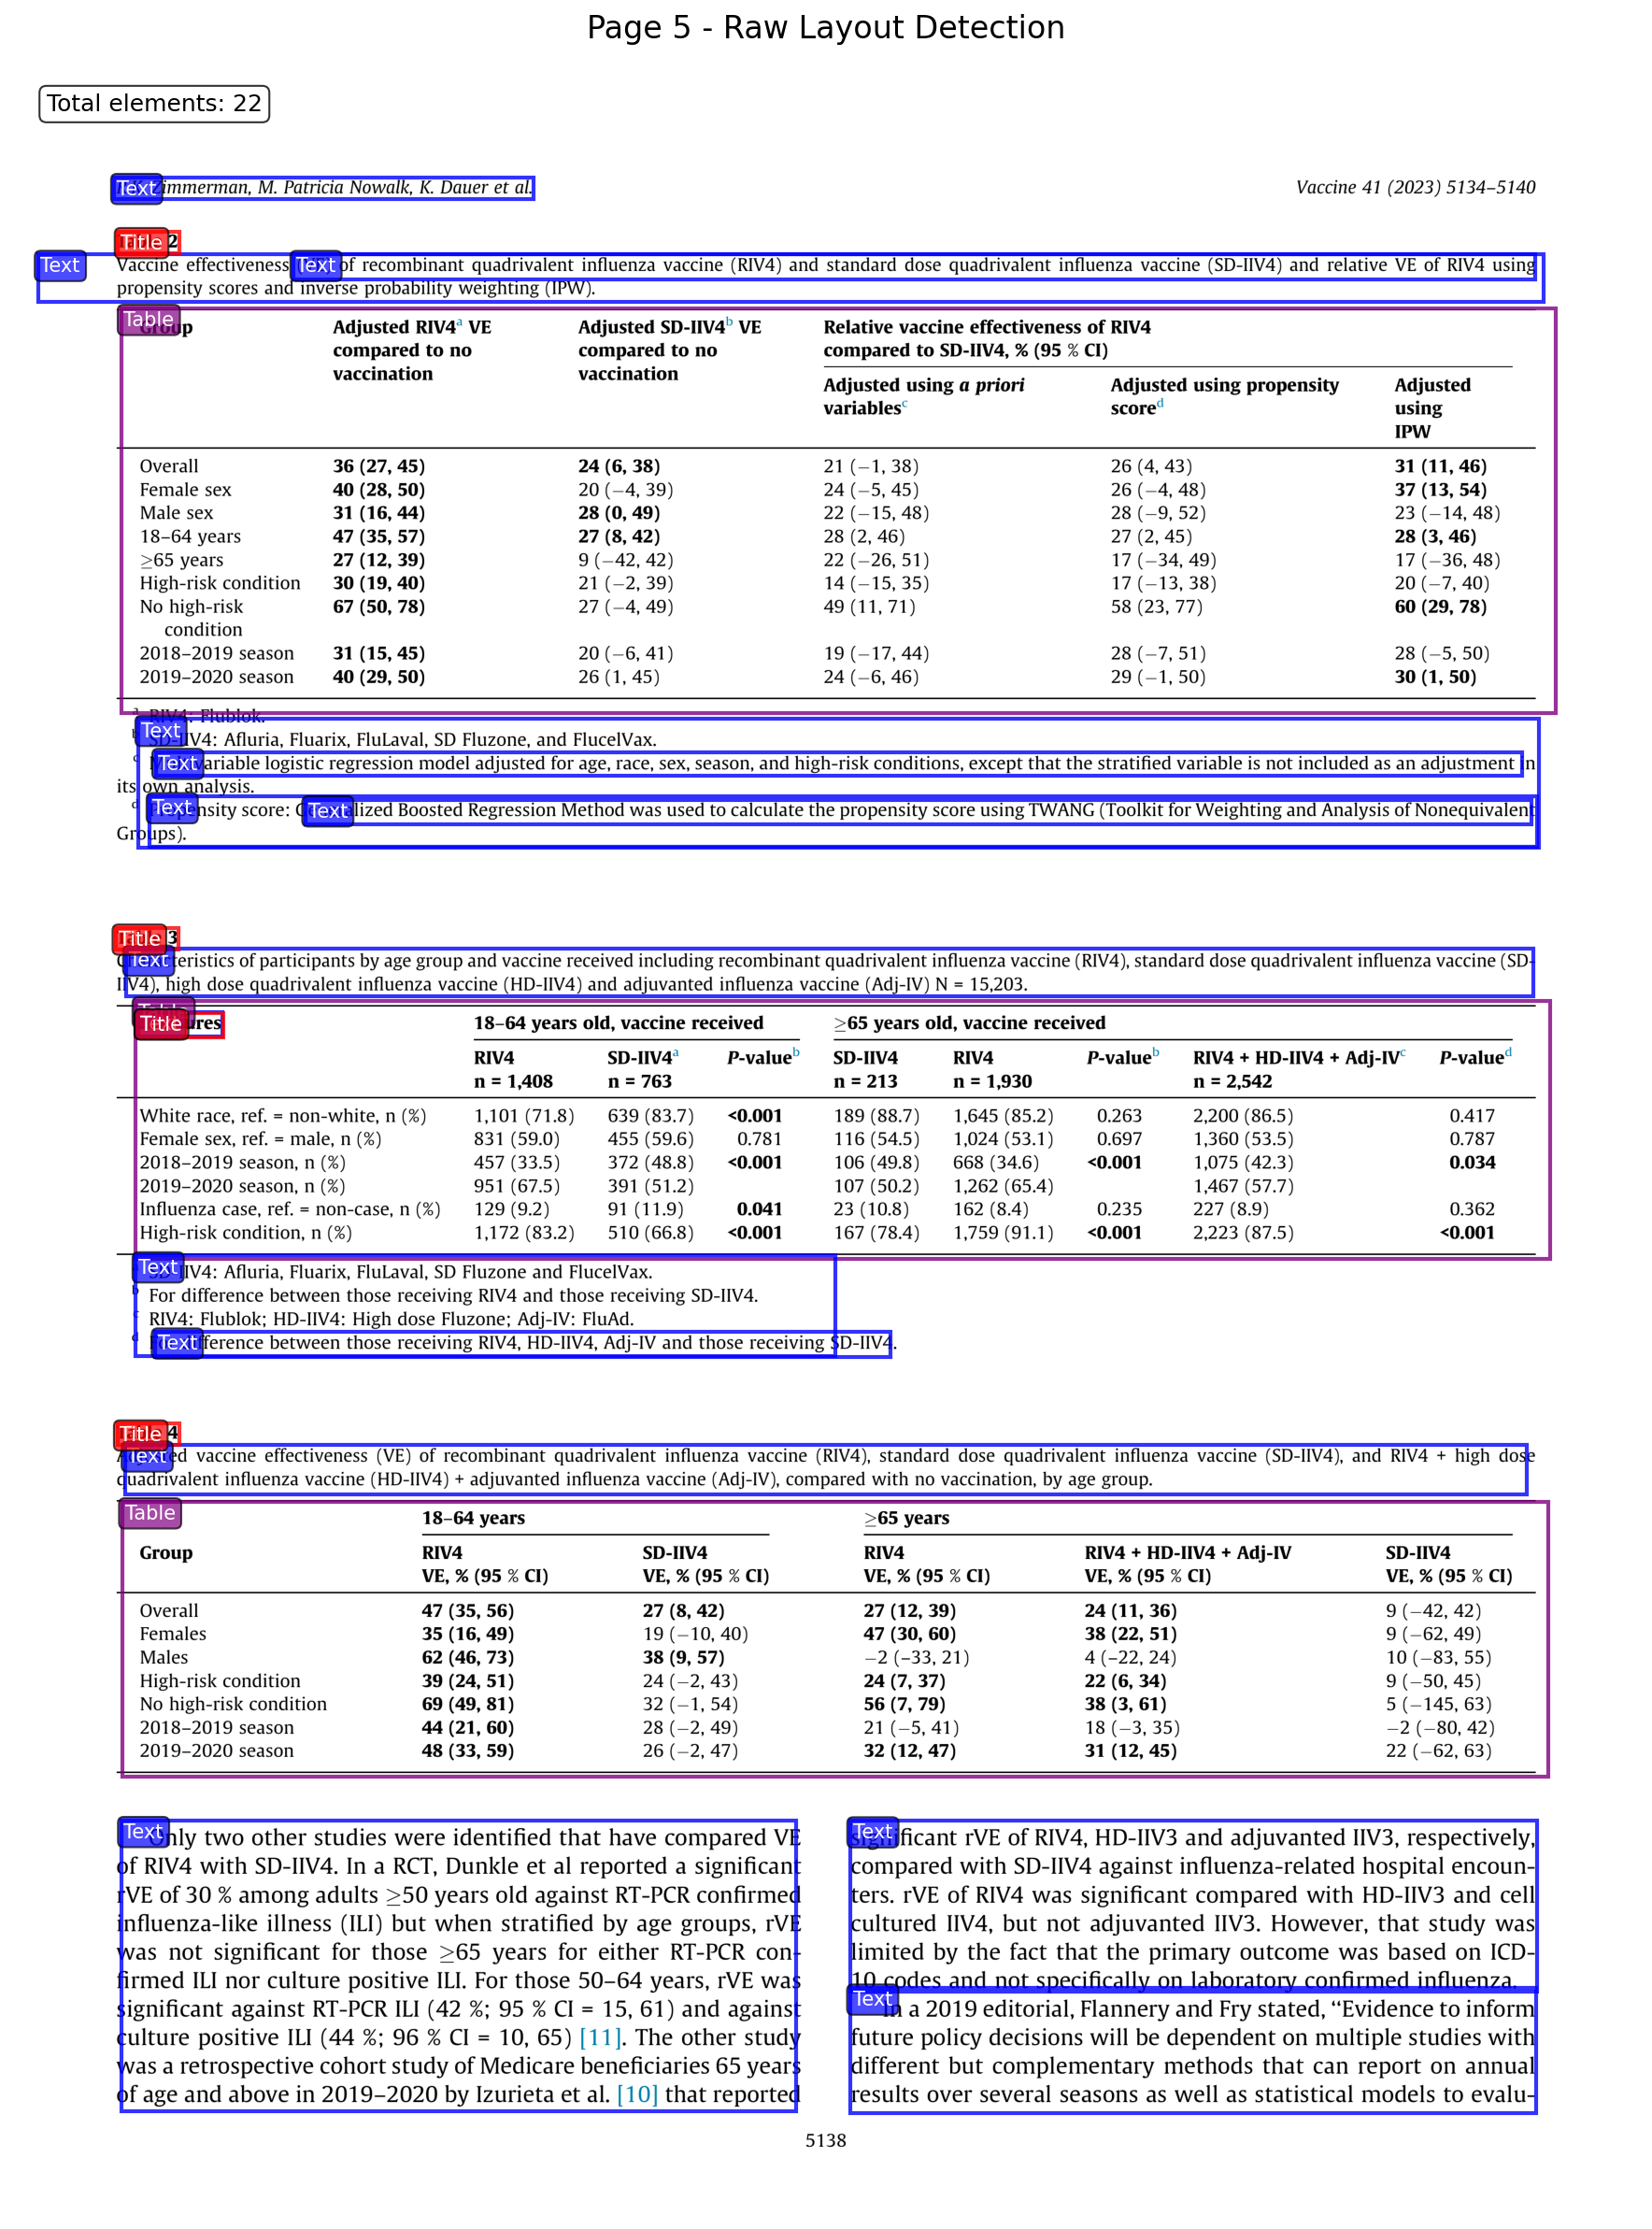 Page 5 - Raw Layout Detection
Total elements: 22
Text Zimmerman, M. Patricia Nowalk, K. Dauer et al. Vaccine 41 (2023) 5134–5140
Title 2
Text Vaccine effectiveness Text of recombinant quadrivalent influenza vaccine (RIV4) and standard dose quadrivalent influenza vaccine (SD-IIV4) and relative VE of RIV4 using
propensity scores and inverse probability weighting (IPW).
Table
Group Adjusted RIV4a VE Adjusted SD-IIV4b VE Relative vaccine effectiveness of RIV4
compared to no compared to no compared to SD-IIV4, % (95 % CI)
vaccination vaccination
Adjusted using a priori Adjusted using propensity Adjusted
variablesc scored using
IPW
Overall 36 (27, 45) 24 (6, 38) 21 (−1, 38) 26 (4, 43) 31 (11, 46)
Female sex 40 (28, 50) 20 (−4, 39) 24 (−5, 45) 26 (−4, 48) 37 (13, 54)
Male sex 31 (16, 44) 28 (0, 49) 22 (−15, 48) 28 (−9, 52) 23 (−14, 48)
18–64 years 47 (35, 57) 27 (8, 42) 28 (2, 46) 27 (2, 45) 28 (3, 46)
≥65 years 27 (12, 39) 9 (−42, 42) 22 (−26, 51) 17 (−34, 49) 17 (−36, 48)
High-risk condition 30 (19, 40) 21 (−2, 39) 14 (−15, 35) 17 (−13, 38) 20 (−7, 40)
No high-risk 67 (50, 78) 27 (−4, 49) 49 (11, 71) 58 (23, 77) 60 (29, 78)
condition
2018–2019 season 31 (15, 45) 20 (−6, 41) 19 (−17, 44) 28 (−7, 51) 28 (−5, 50)
2019–2020 season 40 (29, 50) 26 (1, 45) 24 (−6, 46) 29 (−1, 50) 30 (1, 50)
a RIV4: Flublok.
Text
b SD-IIV4: Afluria, Fluarix, FluLaval, SD Fluzone, and FlucelVax.
c Text variable logistic regression model adjusted for age, race, sex, season, and high-risk conditions, except that the stratified variable is not included as an adjustment in
its own analysis.
d Text Propensity score: Text Generalized Boosted Regression Method was used to calculate the propensity score using TWANG (Toolkit for Weighting and Analysis of Nonequivalent
Groups).
Title 3
Text Characteristics of participants by age group and vaccine received including recombinant quadrivalent influenza vaccine (RIV4), standard dose quadrivalent influenza vaccine (SD-
IIV4), high dose quadrivalent influenza vaccine (HD-IIV4) and adjuvanted influenza vaccine (Adj-IV) N = 15,203.
Table
Title ures 18–64 years old, vaccine received ≥65 years old, vaccine received
RIV4 SD-IIV4a P-valueb SD-IIV4 RIV4 P-valueb RIV4 + HD-IIV4 + Adj-IVc P-valued
n = 1,408 n = 763 n = 213 n = 1,930 n = 2,542
White race, ref. = non-white, n (%) 1,101 (71.8) 639 (83.7) <0.001 189 (88.7) 1,645 (85.2) 0.263 2,200 (86.5) 0.417
Female sex, ref. = male, n (%) 831 (59.0) 455 (59.6) 0.781 116 (54.5) 1,024 (53.1) 0.697 1,360 (53.5) 0.787
2018–2019 season, n (%) 457 (33.5) 372 (48.8) <0.001 106 (49.8) 668 (34.6) <0.001 1,075 (42.3) 0.034
2019–2020 season, n (%) 951 (67.5) 391 (51.2) 107 (50.2) 1,262 (65.4) 1,467 (57.7)
Influenza case, ref. = non-case, n (%) 129 (9.2) 91 (11.9) 0.041 23 (10.8) 162 (8.4) 0.235 227 (8.9) 0.362
High-risk condition, n (%) 1,172 (83.2) 510 (66.8) <0.001 167 (78.4) 1,759 (91.1) <0.001 2,223 (87.5) <0.001
Text SD-IIV4: Afluria, Fluarix, FluLaval, SD Fluzone and FlucelVax.
b For difference between those receiving RIV4 and those receiving SD-IIV4.
c RIV4: Flublok; HD-IIV4: High dose Fluzone; Adj-IV: FluAd.
d Text For difference between those receiving RIV4, HD-IIV4, Adj-IV and those receiving SD-IIV4.
Title 4
Text Adjusted vaccine effectiveness (VE) of recombinant quadrivalent influenza vaccine (RIV4), standard dose quadrivalent influenza vaccine (SD-IIV4), and RIV4 + high dose
quadrivalent influenza vaccine (HD-IIV4) + adjuvanted influenza vaccine (Adj-IV), compared with no vaccination, by age group.
Table
18–64 years ≥65 years
Group RIV4 SD-IIV4 RIV4 RIV4 + HD-IIV4 + Adj-IV SD-IIV4
VE, % (95 % CI) VE, % (95 % CI) VE, % (95 % CI) VE, % (95 % CI) VE, % (95 % CI)
Overall 47 (35, 56) 27 (8, 42) 27 (12, 39) 24 (11, 36) 9 (−42, 42)
Females 35 (16, 49) 19 (−10, 40) 47 (30, 60) 38 (22, 51) 9 (−62, 49)
Males 62 (46, 73) 38 (9, 57) −2 (−33, 21) 4 (−22, 24) 10 (−83, 55)
High-risk condition 39 (24, 51) 24 (−2, 43) 24 (7, 37) 22 (6, 34) 9 (−50, 45)
No high-risk condition 69 (49, 81) 32 (−1, 54) 56 (7, 79) 38 (3, 61) 5 (−145, 63)
2018–2019 season 44 (21, 60) 28 (−2, 49) 21 (−5, 41) 18 (−3, 35) −2 (−80, 42)
2019–2020 season 48 (33, 59) 26 (−2, 47) 32 (12, 47) 31 (12, 45) 22 (−62, 63)
Text
Only two other studies were identified that have compared VE
of RIV4 with SD-IIV4. In a RCT, Dunkle et al reported a significant
rVE of 30 % among adults ≥50 years old against RT-PCR confirmed
influenza-like illness (ILI) but when stratified by age groups, rVE
was not significant for those ≥65 years for either RT-PCR con-
firmed ILI nor culture positive ILI. For those 50–64 years, rVE was
significant against RT-PCR ILI (42 %; 95 % CI = 15, 61) and against
culture positive ILI (44 %; 96 % CI = 10, 65) [11]. The other study
was a retrospective cohort study of Medicare beneficiaries 65 years
of age and above in 2019–2020 by Izurieta et al. [10] that reported
Text
significant rVE of RIV4, HD-IIV3 and adjuvanted IIV3, respectively,
compared with SD-IIV4 against influenza-related hospital encoun-
ters. rVE of RIV4 was significant compared with HD-IIV3 and cell
cultured IIV4, but not adjuvanted IIV3. However, that study was
limited by the fact that the primary outcome was based on ICD-
10 codes and not specifically on laboratory confirmed influenza.
Text
In a 2019 editorial, Flannery and Fry stated, “Evidence to inform
future policy decisions will be dependent on multiple studies with
different but complementary methods that can report on annual
results over several seasons as well as statistical models to evalu-
5138